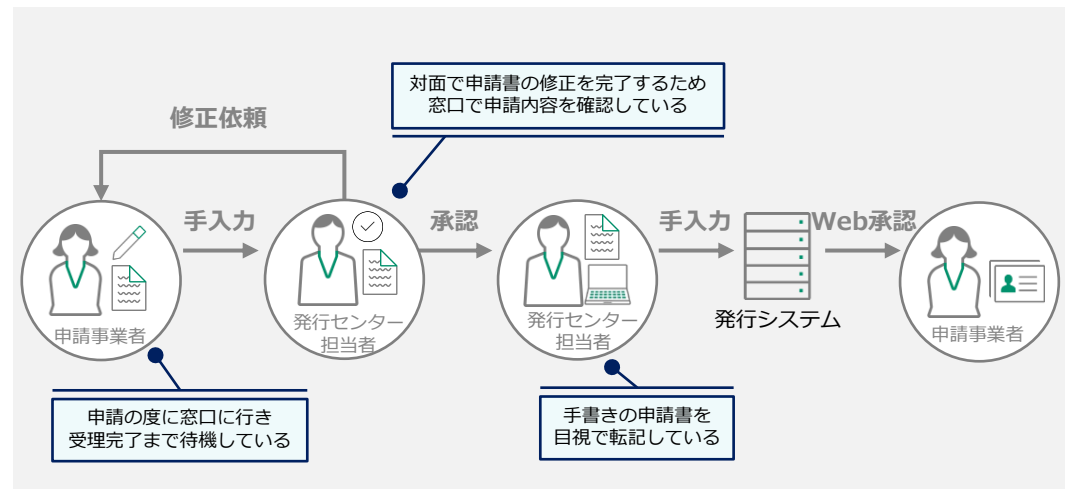 対面で申請書の修正を完了するため
窓口で申請内容を確認している
修正依頼
手入力
承認
手入力
Web承認
申請事業者
発行センター
担当者
発行センター
担当者
発行システム
申請事業者
申請の度に窓口に行き
受理完了まで待機している
手書きの申請書を
目視で転記している